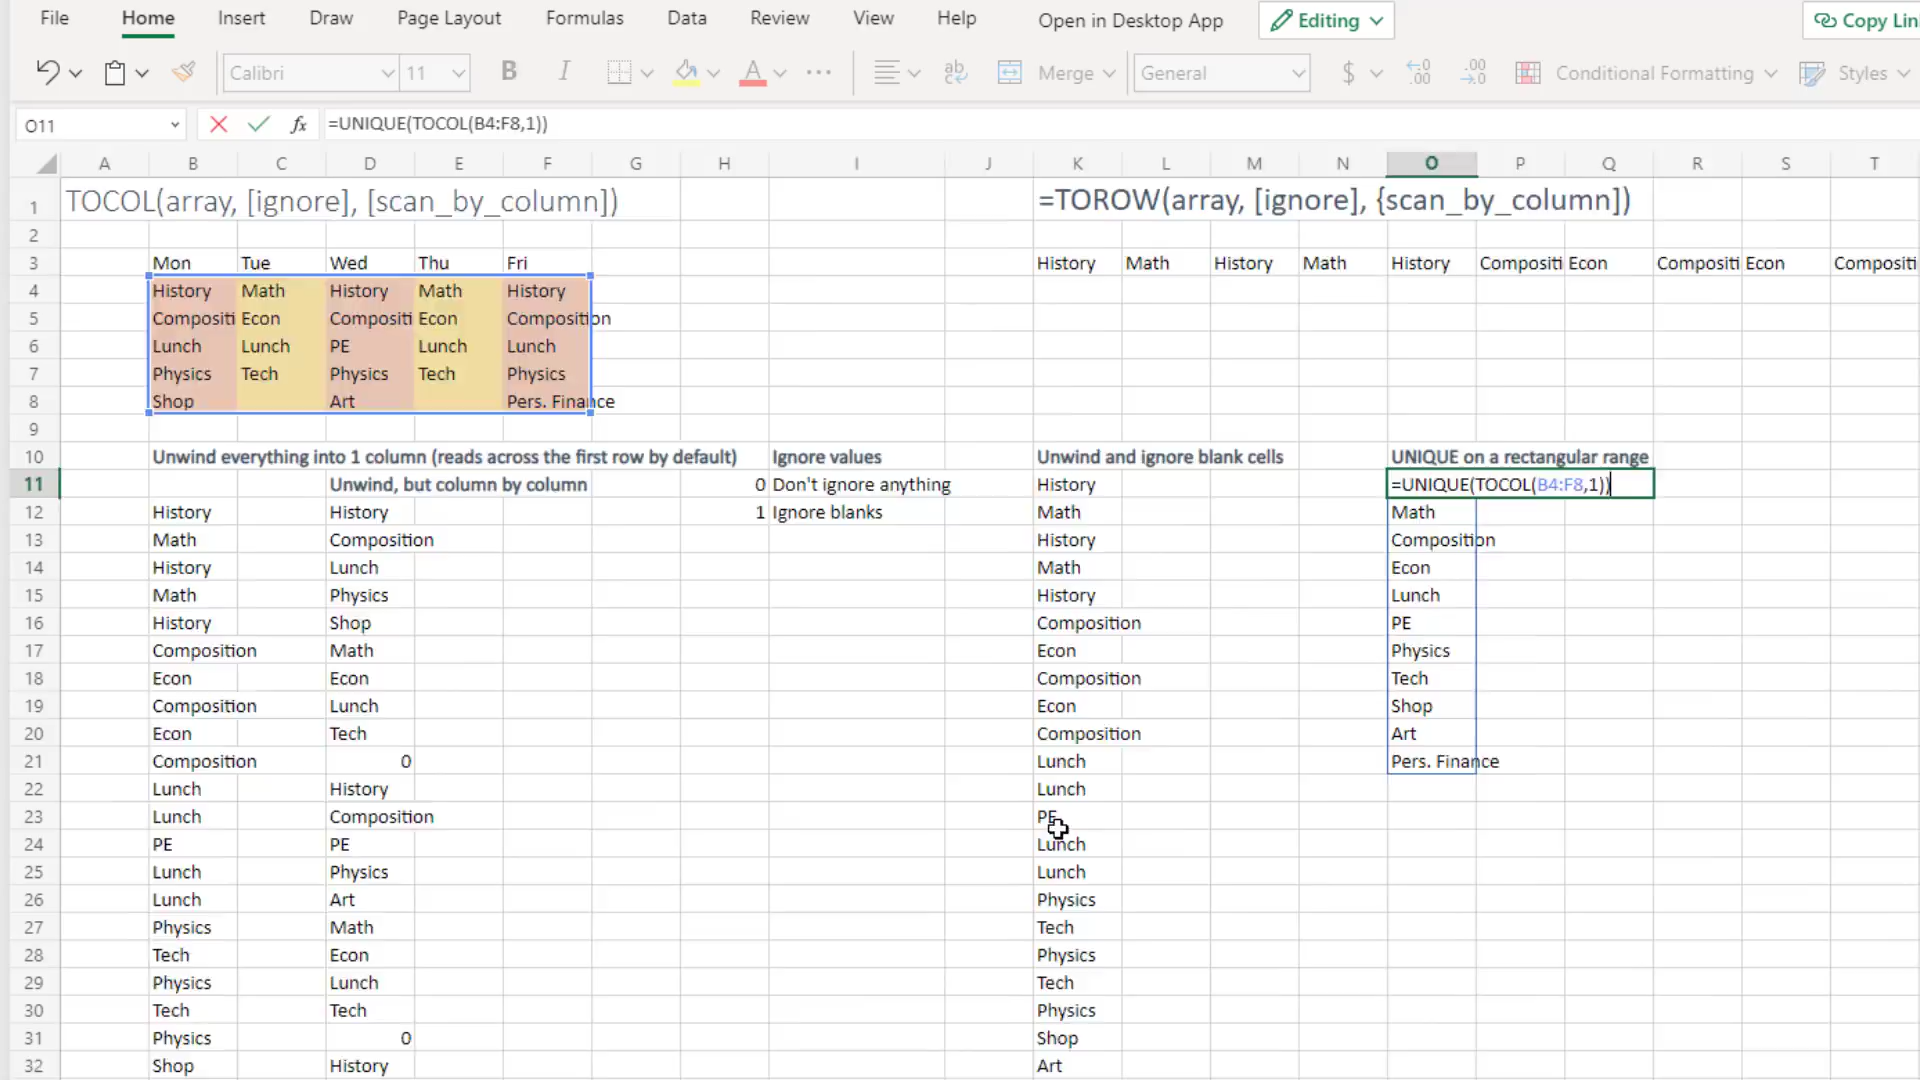 File Home Insert Draw Page Layout Formulas Data Review View Help Open in Desktop App Editing Copy Lin
Calibri 11 B I A ab Merge General $ .00 Conditional Formatting Styles
O11 fx =UNIQUE(TOCOL(B4:F8,1))
A B C D E F G H I J K L M N O P Q R S T
1 TOCOL(array, [ignore], [scan_by_column]) =TOROW(array, [ignore], {scan_by_column])
2
3 Mon Tue Wed Thu Fri History Math History Math History Compositi Econ Compositi Econ Compositi
4 History Math History Math History
5 Compositi Econ Compositi Econ Composition
6 Lunch Lunch PE Lunch Lunch
7 Physics Tech Physics Tech Physics
8 Shop Art Pers. Finance
9
10 Unwind everything into 1 column (reads across the first row by default) Ignore values Unwind and ignore blank cells UNIQUE on a rectangular range
11 Unwind, but column by column 0 Don't ignore anything History =UNIQUE(TOCOL(B4:F8,1))
12 History History 1 Ignore blanks Math Math
13 Math Composition History Composition
14 History Lunch Math Econ
15 Math Physics History Lunch
16 History Shop Composition PE
17 Composition Math Econ Physics
18 Econ Econ Composition Tech
19 Composition Lunch Econ Shop
20 Econ Tech Composition Art
21 Composition 0 Lunch Pers. Finance
22 Lunch History Lunch
23 Lunch Composition PE
24 PE PE Lunch
25 Lunch Physics Lunch
26 Lunch Art Physics
27 Physics Math Tech
28 Tech Econ Physics
29 Physics Lunch Tech
30 Tech Tech Physics
31 Physics 0 Shop
32 Shop History Art